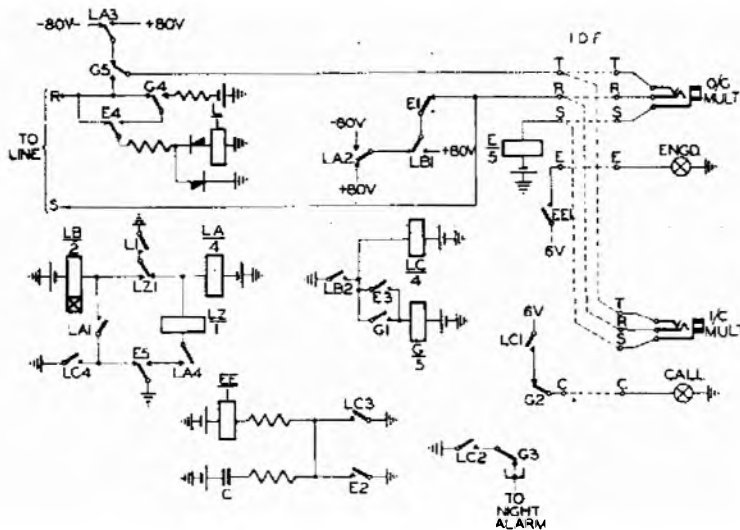 LA3
-80V
+80V
G5
R
G4
L
1
E4
TO
LINE
S
I D F
T
T
R
R
S
S
O/G
MULT
E1
-80V
LA2
+80V
LB1
+80V
E
5
E
E
ENGD.
EE1
6V
LB
2
L1
LZ1
LA
4
LZ
1
LA1
LC4
E5
LA4
LC
4
LB2
E3
G1
G
5
T
R
S
I/C
MULT
6V
LC1
G2
C
C
CALL
EE
LC3
C
E2
LC2
G3
TO
NIGHT
ALARM